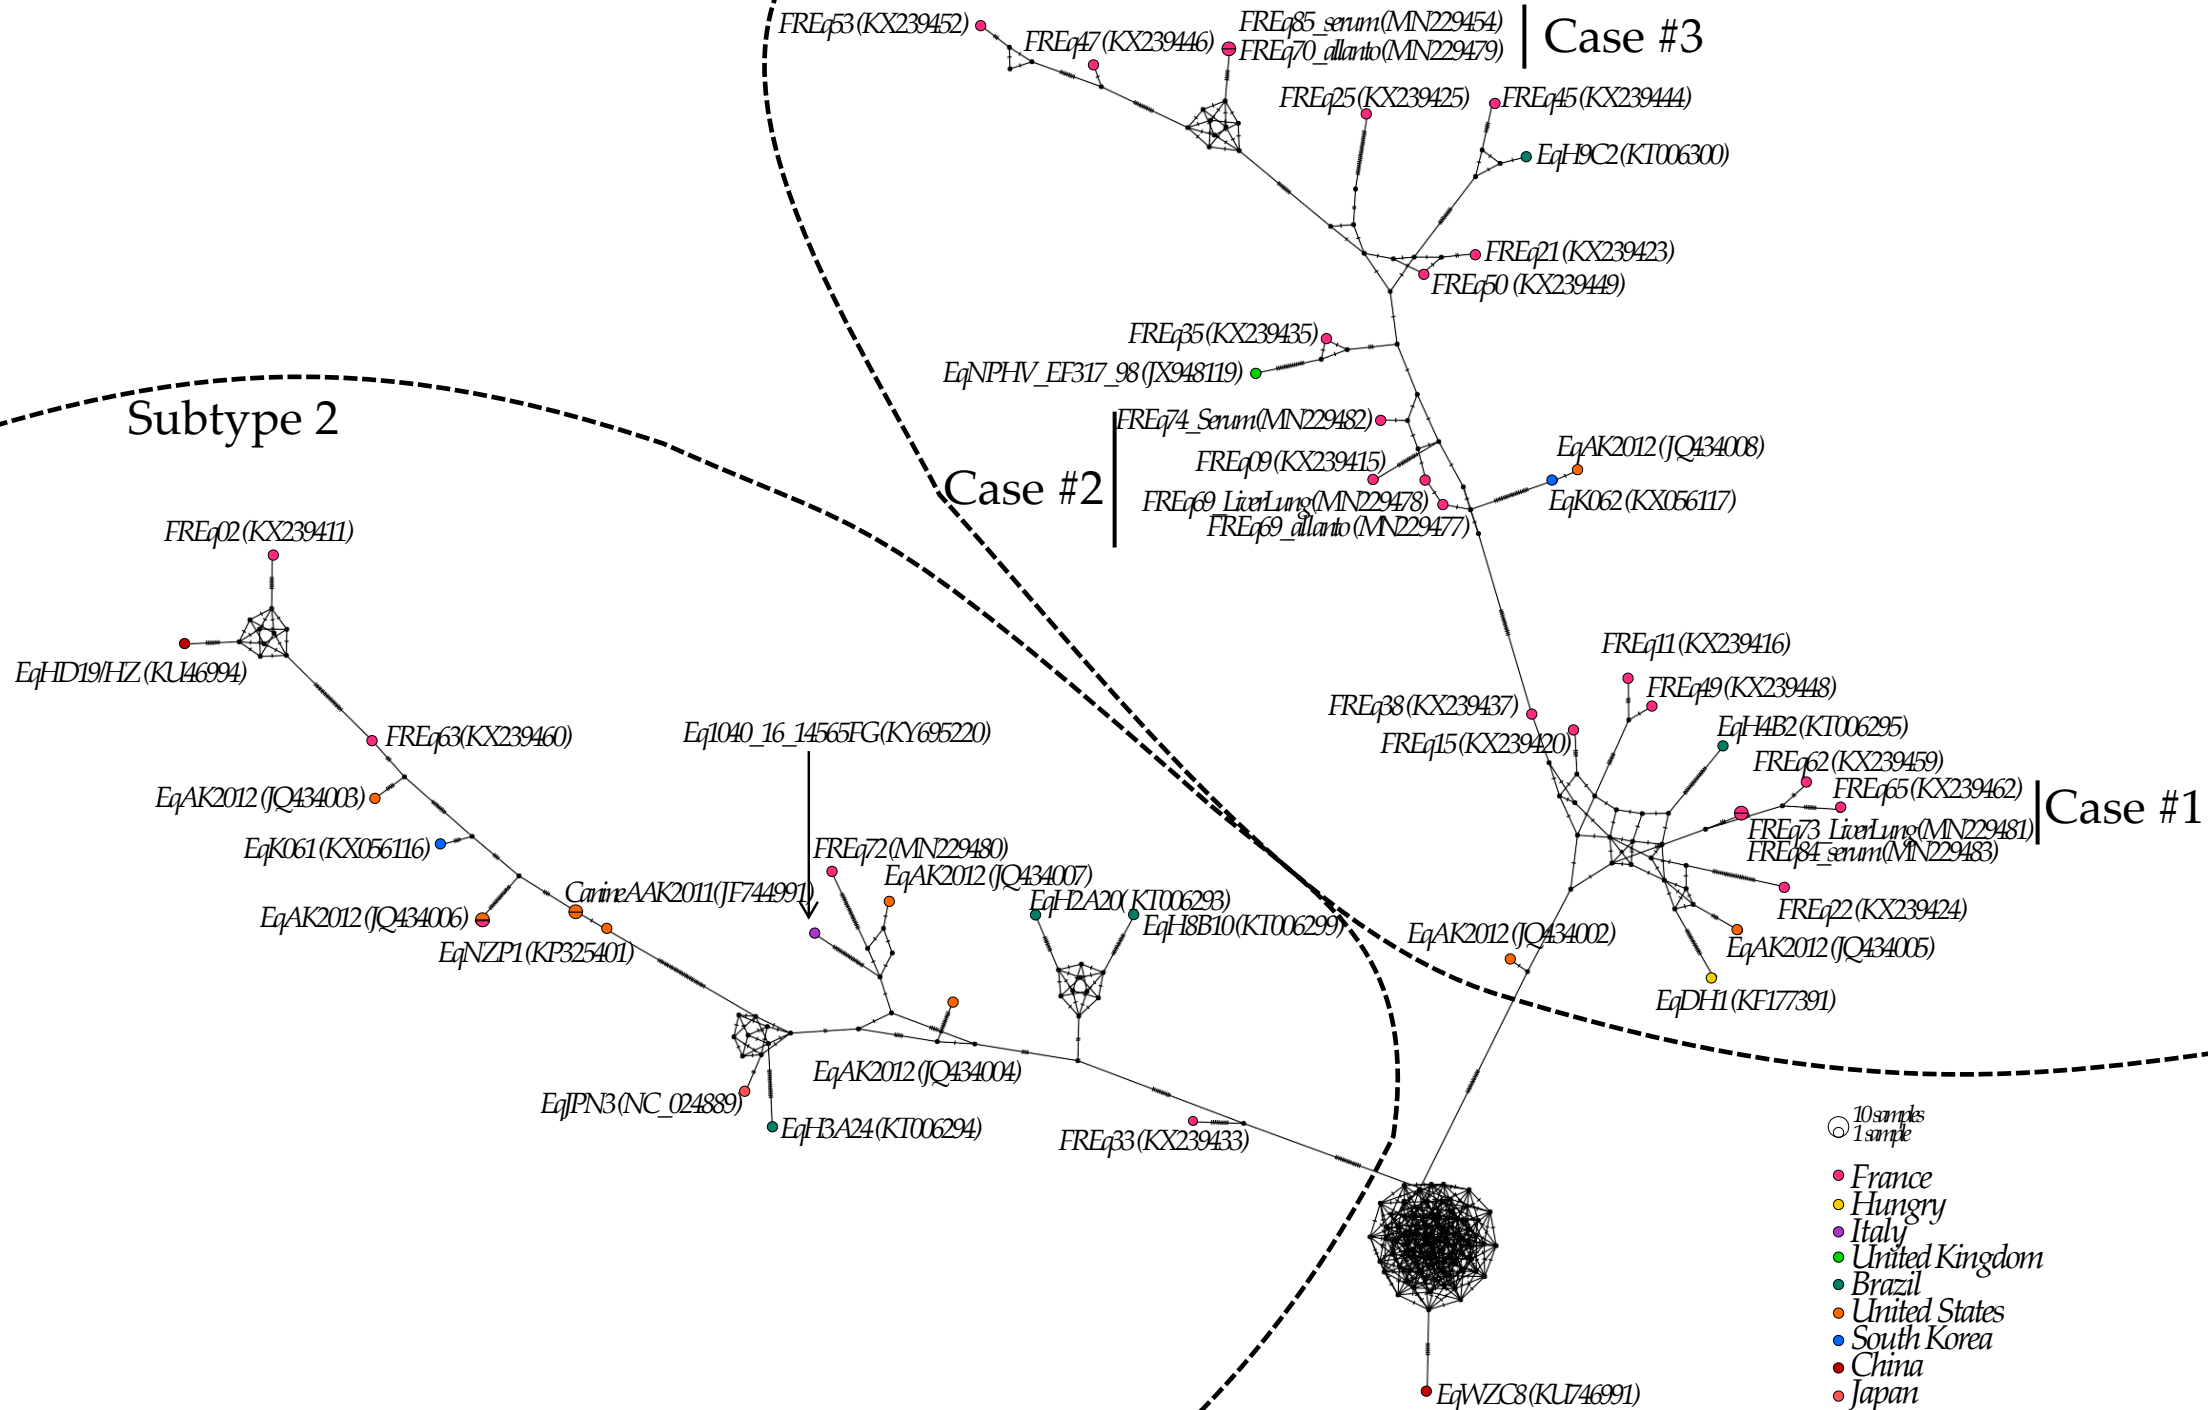 FREq53 (KX239452)
FREq47 (KX239446)
FREq85_serum(MN229454)
FREq70_allanto(MN229479)
Case #3
FREq25(KX239425)
FREq45(KX239444)
EqH9C2(KT006300)
FREq21(KX239423)
FREq50 (KX239449)
FREq35(KX239435)
EqNPHV_EF317_98(JX948119)
FREq74_Serum(MN229482)
FREq09(KX239415)
Case #2
FREq69_LiverLung(MN229478)
FREq69_allanto(MN229477)
EqAK2012(JQ434008)
EqK062(KX056117)
Subtype 2
FREq02(KX239411)
EqHD19/HZ(KU46994)
FREq63(KX239460)
EqAK2012(JQ434003)
EqK061(KX056116)
EqAK2012(JQ434006)
CanineAAK2011(JF744991)
EqNZP1(KP325401)
Eq1040_16_14565FG(KY695220)
FREq72(MN229480)
EqAK2012(JQ434007)
EqH2A20(KT006293)
EqH8B10(KT006299)
EqAK2012(JQ434004)
EqJPN3(NC_024889)
EqH3A24(KT006294)
FREq33(KX239433)
FREq11(KX239416)
FREq49(KX239448)
FREq38(KX239437)
FREq15(KX239420)
EqH4B2(KT006295)
FREq62(KX239459)
FREq65(KX239462)
FREq73_LiverLung(MN229481)
FREq84_serum(MN229483)
Case #1
FREq22(KX239424)
EqAK2012(JQ434005)
EqAK2012(JQ434002)
EqDH1(KF177391)
EqWZC8(KU746991)
10 samples
1 sample
France
Hungry
Italy
United Kingdom
Brazil
United States
South Korea
China
Japan